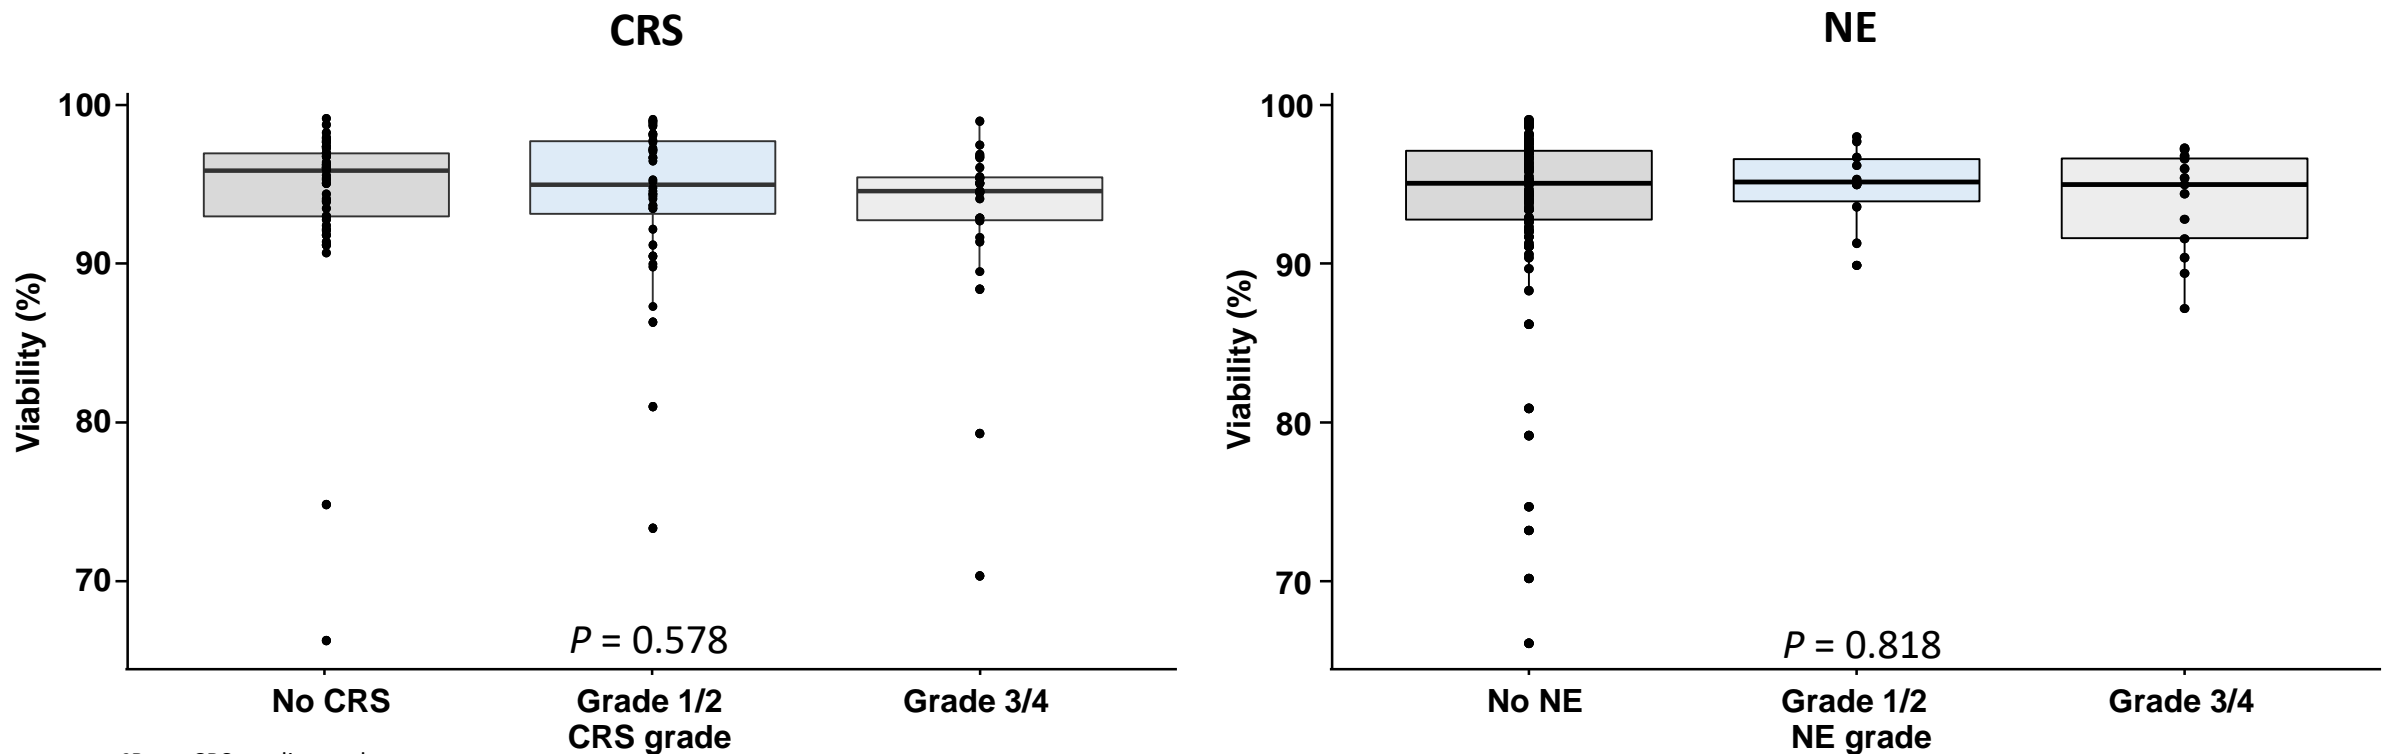 CRS
100
90
80
70
Viability (%)
P = 0.578
No CRS
Grade 1/2
Grade 3/4
CRS grade
NE
100
90
80
70
Viability (%)
P = 0.818
No NE
Grade 1/2
Grade 3/4
NE grade